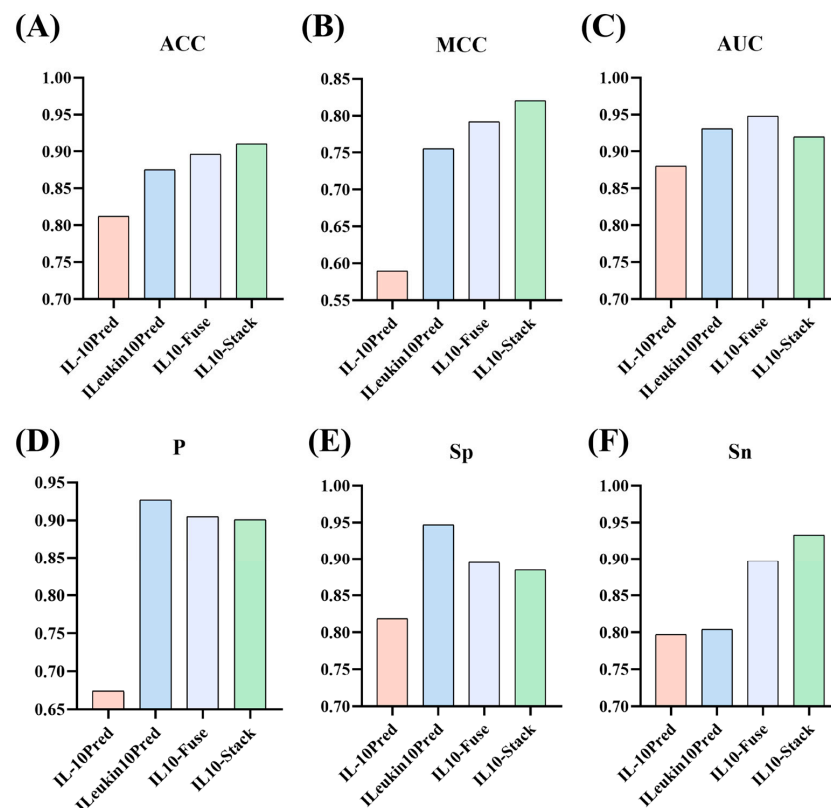 (A)
ACC
1.00
0.95
0.90
0.85
0.80
0.75
0.70
IL-10Pred
ILeukin10Pred
IL10-Fuse
IL10-Stack
(B)
MCC
0.85
0.80
0.75
0.70
0.65
0.60
0.55
IL-10Pred
ILeukin10Pred
IL10-Fuse
IL10-Stack
(C)
AUC
1.00
0.95
0.90
0.85
0.80
0.75
0.70
IL-10Pred
ILeukin10Pred
IL10-Fuse
IL10-Stack
(D)
P
0.95
0.90
0.85
0.80
0.75
0.70
0.65
IL-10Pred
ILeukin10Pred
IL10-Fuse
IL10-Stack
(E)
Sp
1.00
0.95
0.90
0.85
0.80
0.75
0.70
IL-10Pred
ILeukin10Pred
IL10-Fuse
IL10-Stack
(F)
Sn
1.00
0.95
0.90
0.85
0.80
0.75
0.70
IL-10Pred
ILeukin10Pred
IL10-Fuse
IL10-Stack